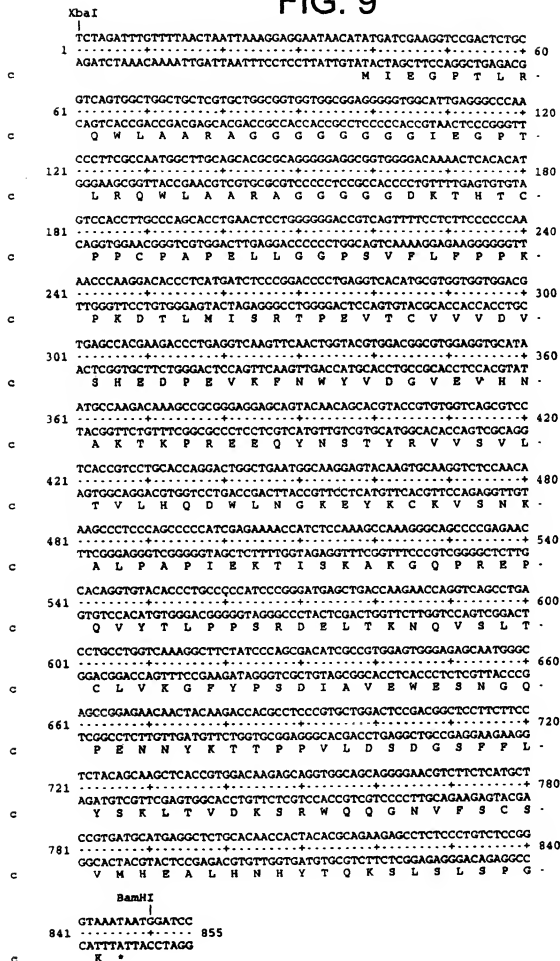 FIG. 9
XbaI
|
TCTAGATTTGTTTTAACTAATTAAAGGAGGAATAACATATGATCGAAGGTCCGACTCTGC
1 ---------+---------+---------+---------+---------+---------+ 60
AGATCTAAACAAAATTGATTAATTTCCTCCTTATTGTATACTAGCTTCCAGGCTGAGACG
c M I E G P T L R
GTCAGTGGCTGGCTGCTCGTGCTGGCGGTGGTGGCGGAGGGGGTGGCATTGAGGGCCCAA
61 ---------+---------+---------+---------+---------+---------+ 120
CAGTCACCGACCGACGAGCACGACCGCCACCACCGCCTCCCCCACCGTAACTCCCGGGTT
c Q W L A A R A G G G G G G G G I E G P T
CCCTTCGCCAATGGCTTGCAGCACGCGCAGGGGGAGGCGGTGGGGACAAAACTCACACAT
121 ---------+---------+---------+---------+---------+---------+ 180
GGGAAGCGGTTACCGAACGTCGTGCGCGTCCCCCTCCGCCACCCCTGTTTTGAGTGTGTA
c L R Q W L A A R A G G G G G D K T H T C
GTCCACCTTGCCCAGCACCTGAACTCCTGGGGGGACCGTCAGTTTTCCTCTTCCCCCCAA
181 ---------+---------+---------+---------+---------+---------+ 240
CAGGTGGAACGGGTCGTGGACTTGAGGACCCCCCTGGCAGTCAAAAGGAGAAGGGGGGTT
c P P C P A P E L L G G P S V F L F P P K -
AACCCAAGGACACCCTCATGATCTCCCGGACCCCTGAGGTCACATGCGTGGTGGTGGACG
241 ---------+---------+---------+---------+---------+---------+ 300
TTGGGTTCCTGTGGGAGTACTAGAGGGCCTGGGGACTCCAGTGTACGCACCACCACCTGC
c P K D T L M I S R T P E V T C V V V D V -
TGAGCCACGAAGACCCTGAGGTCAAGTTCAACTGGTACGTGGACGGCGTGGAGGTGCATA
301 ---------+---------+---------+---------+---------+---------+ 360
ACTCGGTGCTTCTGGGACTCCAGTTCAAGTTGACCATGCACCTGCCGCACCTCCACGTAT
c S H E D P E V K F N W Y V D G V E V H N -
ATGCCAAGACAAAGCCGCGGGAGGAGCAGTACAACAGCACGTACCGTGTGGTCAGCGTCC
361 ---------+---------+---------+---------+---------+---------+ 420
TACGGTTCTGTTTCGGCGCCCTCCTCGTCATGTTGTCGTGCATGGCACACCAGTCGCAGG
c A K T K P R E E Q Y N S T Y R V V S V L -
TCACCGTCCTGCACCAGGACTGGCTGAATGGCAAGGAGTACAAGTGCAAGGTCTCCAACA
421 ---------+---------+---------+---------+---------+---------+ 480
AGTGGCAGGACGTGGTCCTGACCGACTTACCGTTCCTCATGTTCACGTTCCAGAGGTTGT
c T V L H Q D W L N G K E Y K C K V S N K -
AAGCCCTCCCAGCCCCCATCGAGAAAACCATCTCCAAAGCCAAAGGGCAGCCCCGAGAAC
481 ---------+---------+---------+---------+---------+---------+ 540
TTCGGGAGGGTCGGGGGTAGCTCTTTTGGTAGAGGTTTCGGTTTCCCGTCGGGGCTCTTG
c A L P A P I E K T I S K A K G Q P R E P -
CACAGGTGTACACCCTGCCCCCATCCCGGGATGAGCTGACCAAGAACCAGGTCAGCCTGA
541 ---------+---------+---------+---------+---------+---------+ 600
GTGTCCACATGTGGGACGGGGGTAGGGCCCTACTCGACTGGTTCTTGGTCCAGTCGGACT
c Q V Y T L P P S R D E L T K N Q V S L T -
CCTGCCTGGTCAAAGGCTTCTATCCCAGCGACATCGCCGTGGAGTGGGAGAGCAATGGGC
601 ---------+---------+---------+---------+---------+---------+ 660
GGACGGACCAGTTTCCGAAGATAGGGTCGCTGTAGCGGCACCTCACCCTCTCGTTACCCG
c C L V K G F Y P S D I A V E W E S N G Q -
AGCCGGAGAACAACTACAAGACCACGCCTCCCGTGCTGGACTCCGACGGCTCCTTCTTCC
661 ---------+---------+---------+---------+---------+---------+ 720
TCGGCCTCTTGTTGATGTTCTGGTGCGGAGGGCACGACCTGAGGCTGCCGAGGAAGAAGG
c P E N N Y K T T P P V L D S D G S F F L -
TCTACAGCAAGCTCACCGTGGACAAGAGCAGGTGGCAGCAGGGGAACGTCTTCTCATGCT
721 ---------+---------+---------+---------+---------+---------+ 780
AGATGTCGTTCGAGTGGCACCTGTTCTCGTCCACCGTCGTCCCCTTGCAGAAGAGTACGA
c Y S K L T V D K S R W Q Q G N V F S C S -
CCGTGATGCATGAGGCTCTGCACAACCACTACACGCAGAAGAGCCTCTCCCTGTCTCCGG
781 ---------+---------+---------+---------+---------+---------+ 840
GGCACTACGTACTCCGAGACGTGTTGGTGATGTGCGTCTTCTCGGAGAGGGACAGAGGCC
c V M H E A L H N H Y T Q K S L S L S P G -
BamHI
|
GTAAATAATGGATCC
841 ---------+----- 855
CATTTATTACCTAGG
c K *